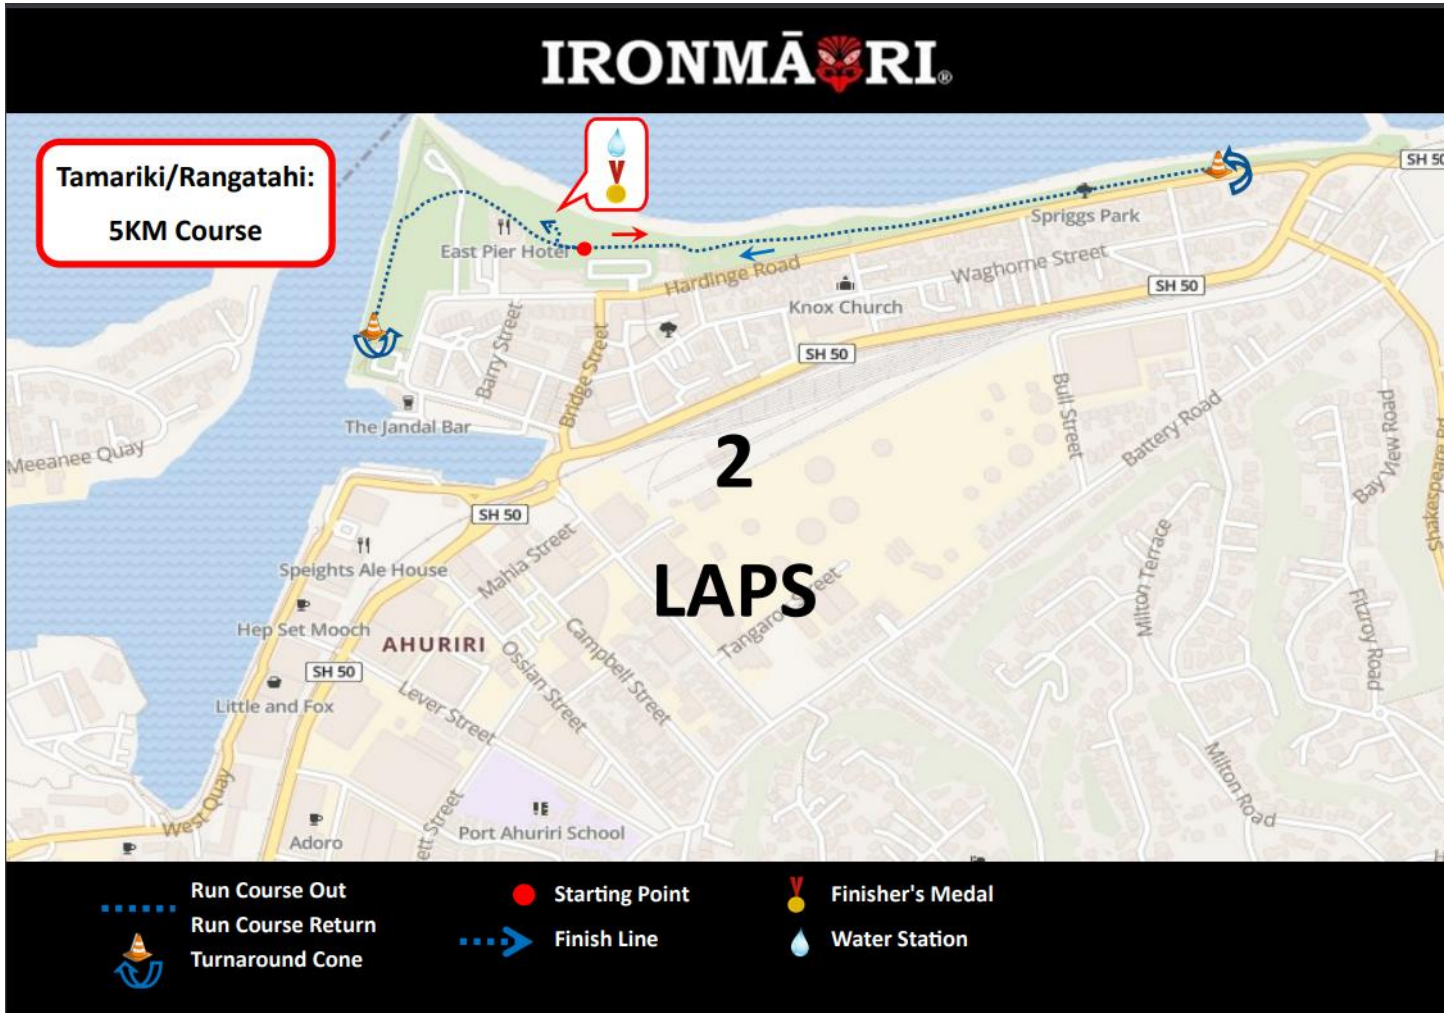 IRONMĀORI®
Tamariki/Rangatahi:
5KM Course
SH 50
Spriggs Park
East Pier Hotel
Hardinge Road
Waghorne Street
SH 50
Knox Church
Barry Street
Bridge Street
SH 50
The Jandal Bar
Bull Street
Battery Road
Bay View Road
Meeanee Quay
2
LAPS
SH 50
Speights Ale House
Mahia Street
Hep Set Mooch
AHURIRI
Ossian Street
Campbell Street
Tangaroa Street
Milton Terrace
Fitzroy Road
SH 50
Little and Fox
Lever Street
Milton Road
West Quay
Adoro
ett Street
Port Ahuriri School
Run Course Out
Run Course Return
Turnaround Cone
Starting Point
Finish Line
Finisher's Medal
Water Station